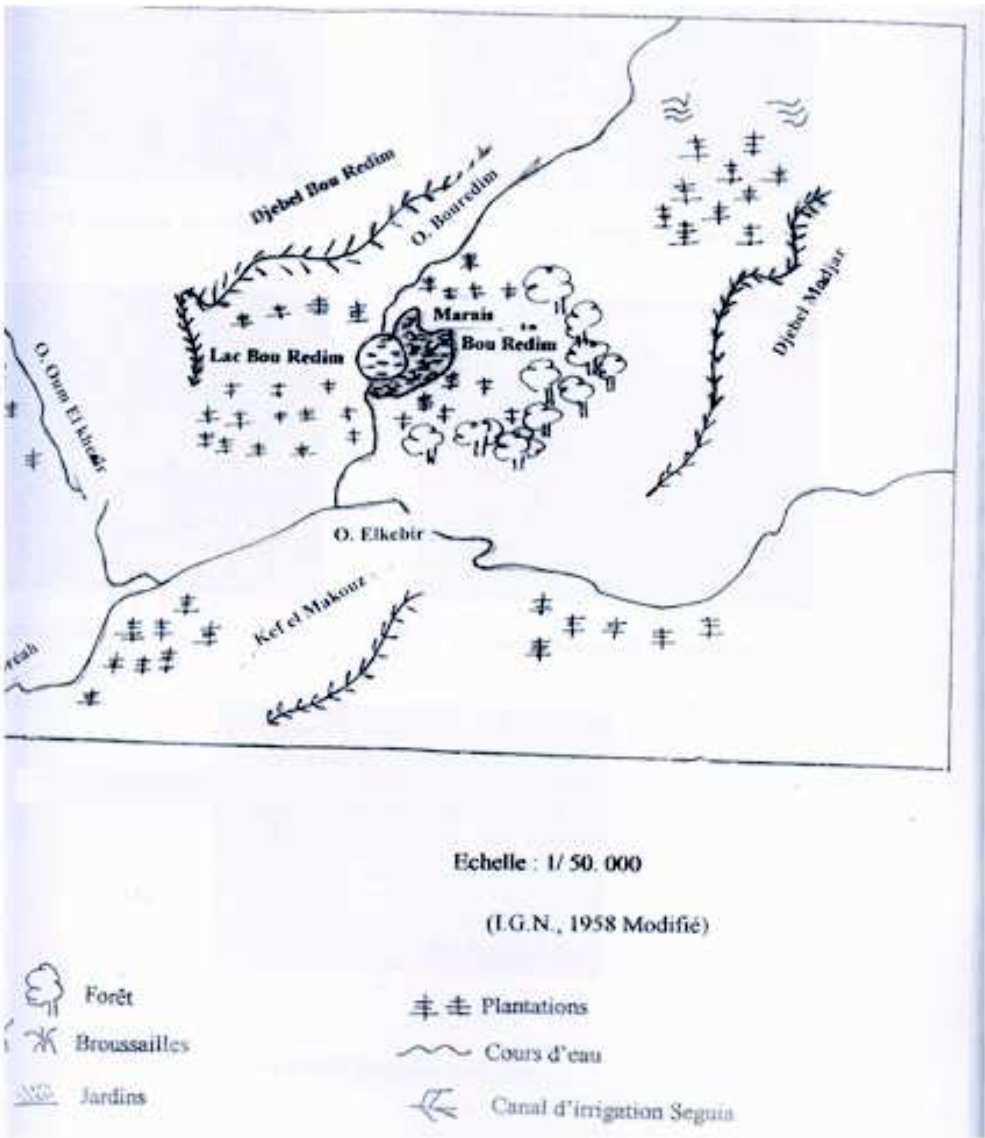 Djebel Bou Redim
O. Bouredim
Marais
Bou Redim
Lac Bou Redim
Djebel Madjar
O. Oum El kheir
O. Elkebir
Kef el Makouz
Echelle : 1/ 50. 000
(I.G.N., 1958 Modifié)
Forêt
Plantations
Broussailles
Cours d'eau
Jardins
Canal d'irrigation Seguia